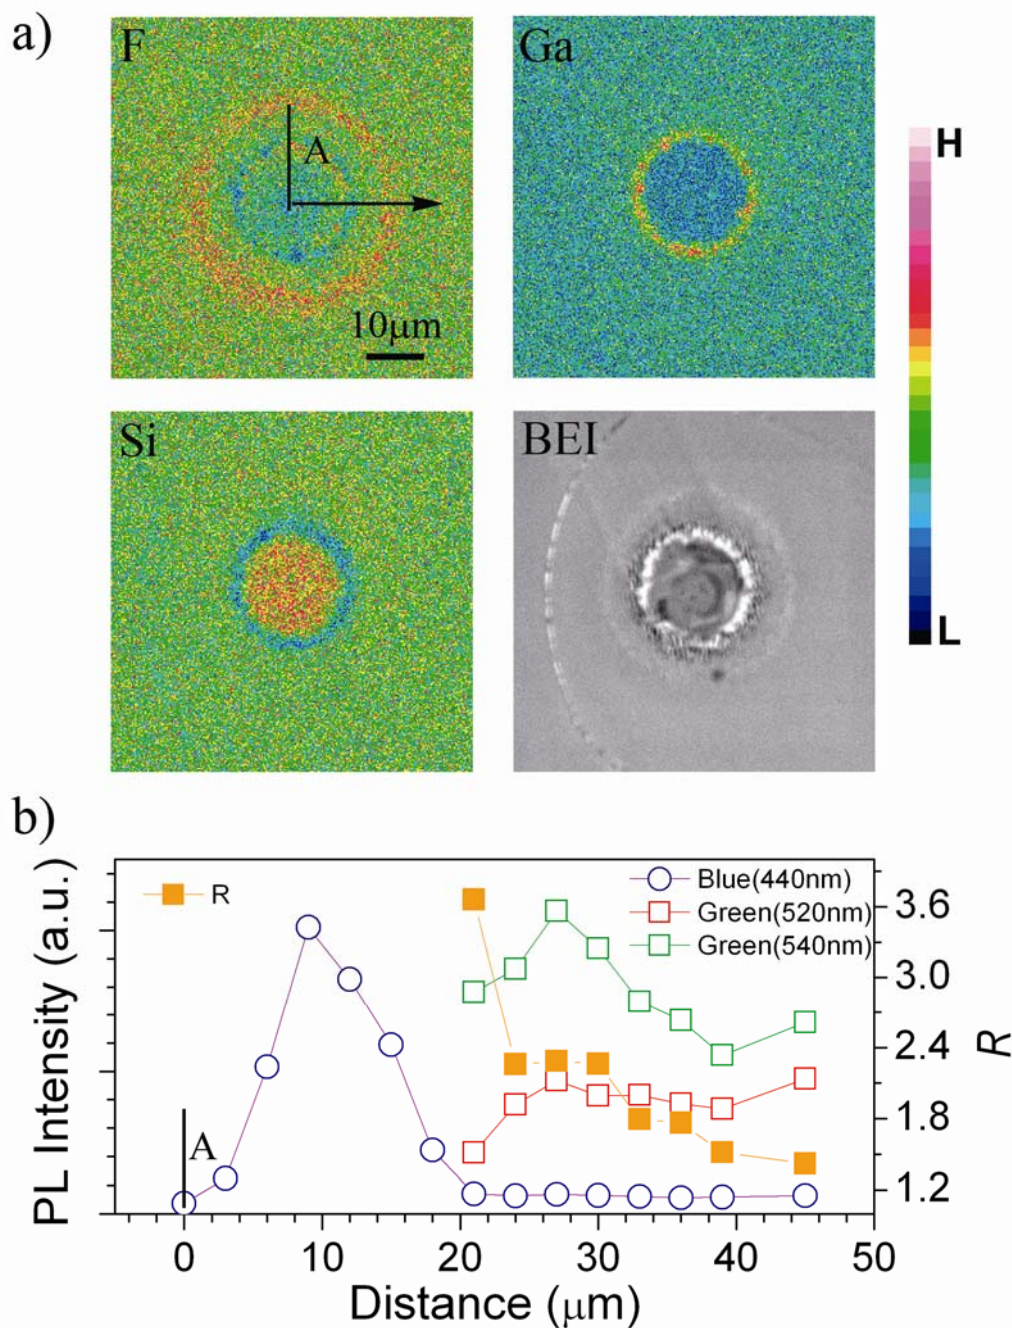 a)
F
Ga
A
10μm
H
L
Si
BEI
b)
PL Intensity (a.u.)
R
Blue(440nm)
Green(520nm)
Green(540nm)
A
3.6
3.0
2.4
1.8
1.2
R
0
10
20
30
40
50
Distance (μm)